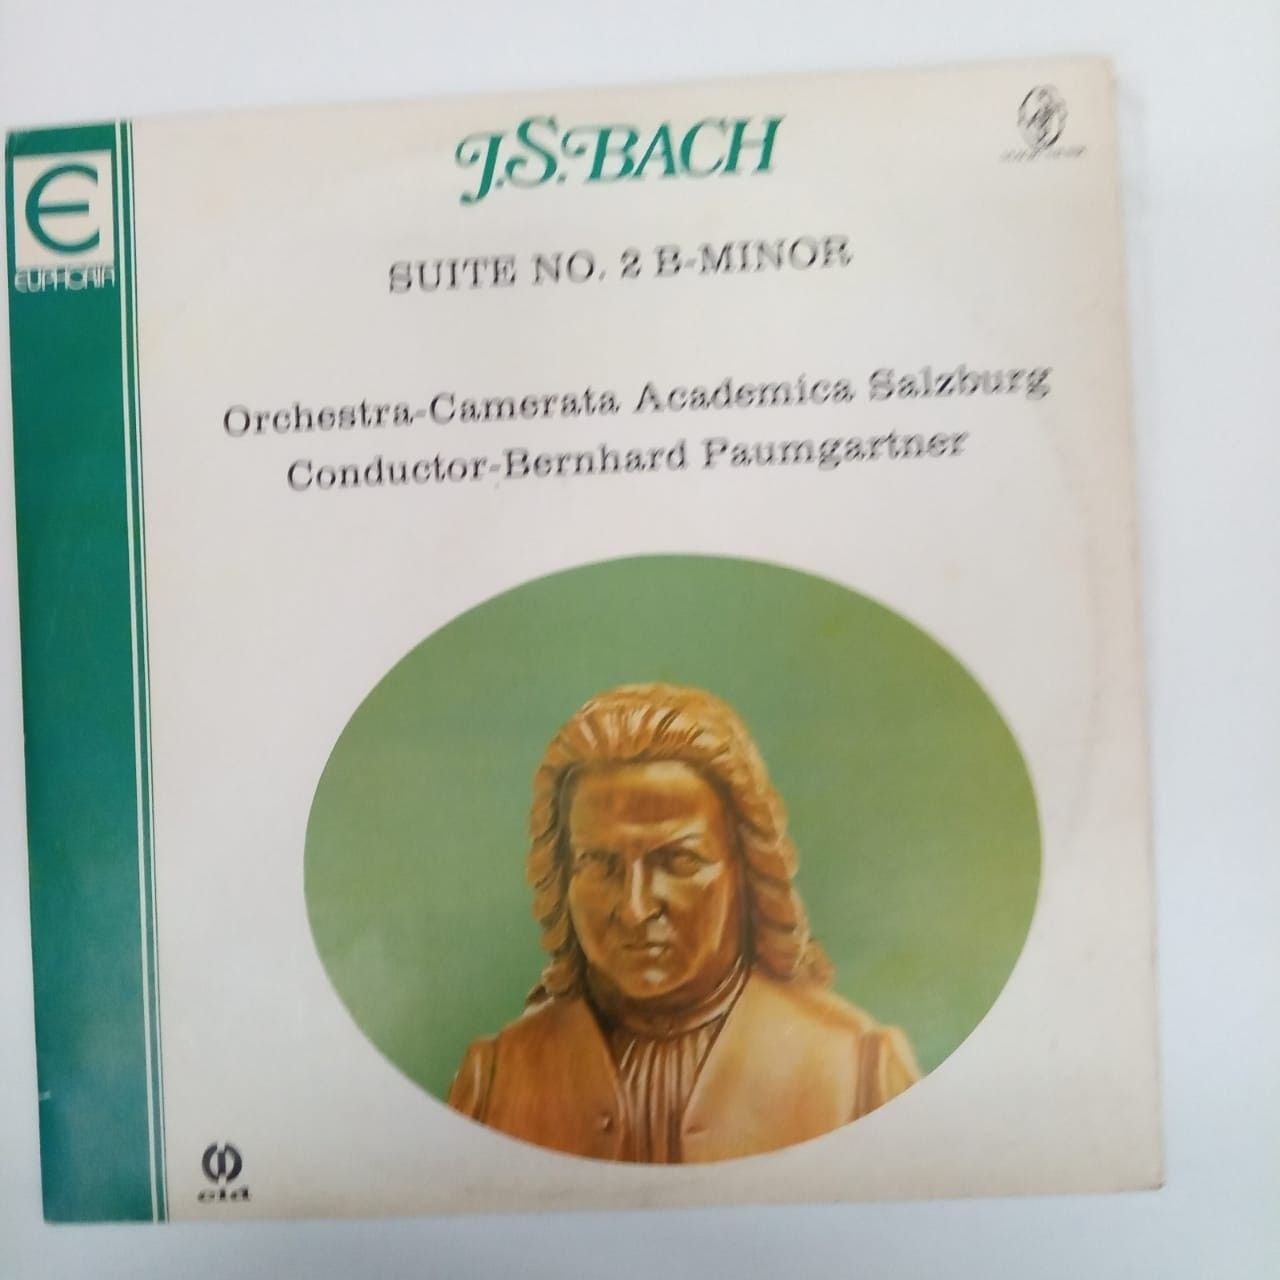 J.S. BACH
SUITE NO. 2 B-MINOR
Orchestra-Camerata Academica Salzburg
Conductor-Bernhard Paumgartner
E
EUPHORIA
cid